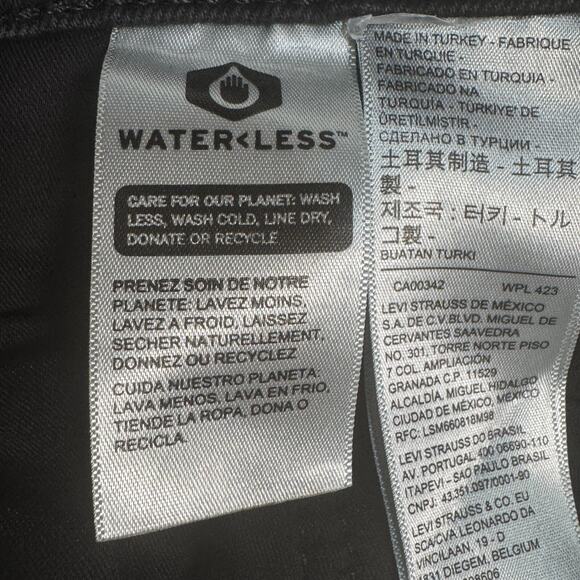 WATER<LESS™
CARE FOR OUR PLANET: WASH
LESS, WASH COLD, LINE DRY,
DONATE OR RECYCLE
PRENEZ SOIN DE NOTRE
PLANETE: LAVEZ MOINS,
LAVEZ A FROID, LAISSEZ
SECHER NATURELLEMENT,
DONNEZ OU RECYCLEZ
CUIDA NUESTRO PLANETA:
LAVA MENOS, LAVA EN FRIO,
TIENDE LA ROPA, DONA O
RECICLA
MADE IN TURKEY - FABRIQUE
EN TURQUIE -
FABRICADO EN TURQUIA -
FABRICADO NA
TURQUÍA - TÜRKIYE' DE
ÜRETILMISTIR -
СДЕЛАНО В ТУРЦИИ -
土耳其制造 - 土耳其
製 -
제조국 : 터키 - トル
コ製 -
BUATAN TURKI
CA00342 WPL 423
LEVI STRAUSS DE MÉXICO
S.A. DE C.V.BLVD. MIGUEL DE
CERVANTES SAAVEDRA
NO. 301, TORRE NORTE PISO
7 COL. AMPLIACIÓN
GRANADA C.P. 11529
ALCALDÍA, MIGUEL HIDALGO
CIUDAD DE MÉXICO, MÉXICO
RFC: LSM660818M98
LEVI STRAUSS DO BRASIL
AV. PORTUGAL, 400 06690-110
ITAPEVI - SAO PAULO BRASIL
CNPJ: 43.351.097/0001-90
LEVI STRAUSS & CO. EU
SCA/CVA LEONARDO DA
VINCILAAN, 19 - D
DIEGEM, BELGIUM